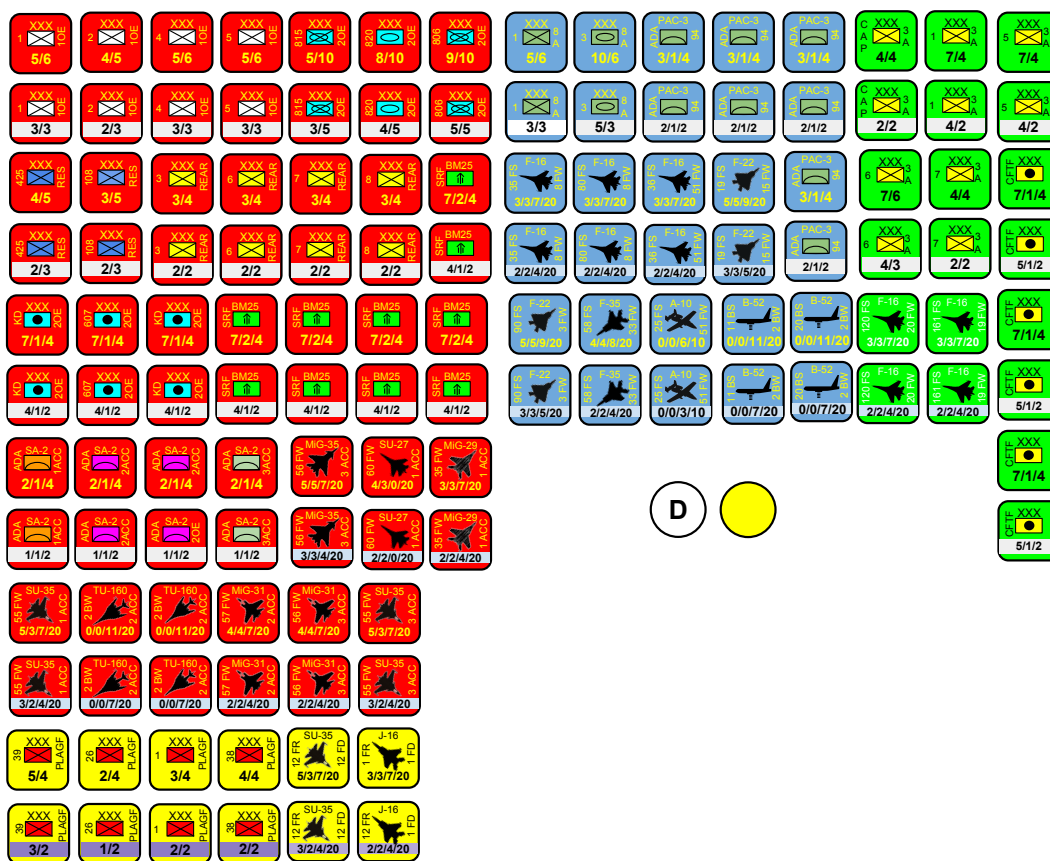 XXX XXX XXX XXX XXX XXX XXX XXX XXX PAC-3 PAC-3 PAC-3 XXX XXX XXX
1 1OE 2 1OE 4 1OE 5 1OE 815 2OE 820 2OE 806 2OE 1 8 A 3 8 A ADA 94 ADA 94 ADA 94 C A P 3 A 1 3 A 5 3 A
5/6 4/5 5/6 5/6 5/10 8/10 9/10 5/6 10/6 3/1/4 3/1/4 3/1/4 4/4 7/4 7/4
XXX XXX XXX XXX XXX XXX XXX XXX XXX PAC-3 PAC-3 PAC-3 XXX XXX XXX
1 1OE 2 1OE 4 1OE 5 1OE 815 2OE 820 2OE 806 2OE 1 8 A 3 8 A ADA 94 ADA 94 ADA 94 C A P 3 A 1 3 A 5 3 A
3/3 2/3 3/3 3/3 3/5 4/5 5/5 3/3 5/3 2/1/2 2/1/2 2/1/2 2/2 4/2 4/2
XXX XXX XXX XXX XXX XXX BM25 F-16 F-16 F-16 F-22 PAC-3 XXX XXX XXX
425 RES 108 RES 3 REAR 6 REAR 7 REAR 8 REAR SRF 35 FS 8 FW 80 FS 8 FW 36 FS 51 FW 19 FS 15 FW ADA 94 6 3 A 7 3 A CFTF
4/5 3/5 3/4 3/4 3/4 3/4 7/2/4 3/3/7/20 3/3/7/20 3/3/7/20 5/5/9/20 3/1/4 7/6 4/4 7/1/4
XXX XXX XXX XXX XXX XXX BM25 F-16 F-16 F-16 F-22 PAC-3 XXX XXX XXX
425 RES 108 RES 3 REAR 6 REAR 7 REAR 8 REAR SRF 35 FS 8 FW 80 FS 8 FW 36 FS 51 FW 19 FS 15 FW ADA 94 6 3 A 7 3 A CFTF
2/3 2/3 2/2 2/2 2/2 2/2 4/1/2 2/2/4/20 2/2/4/20 2/2/4/20 3/3/5/20 2/1/2 4/3 2/2 5/1/2
XXX XXX XXX BM25 BM25 BM25 BM25 F-22 F-35 A-10 B-52 B-52 F-16 F-16 XXX
KD 2OE 607 2OE KD 2OE SRF SRF SRF SRF 90 FS 3 FW 58 FS 33 FW 25 FS 51 FW 11 BS 2 BW 20 BS 2 BW 120 FS 20 FW 161 FS 19 FW CFTF
7/1/4 7/1/4 7/1/4 7/2/4 7/2/4 7/2/4 7/2/4 5/5/9/20 4/4/8/20 0/0/6/10 0/0/11/20 0/0/11/20 3/3/7/20 3/3/7/20 7/1/4
XXX XXX XXX BM25 BM25 BM25 BM25 F-22 F-35 A-10 B-52 B-52 F-16 F-16 XXX
KD 2OE 607 2OE KD 2OE SRF SRF SRF SRF 90 FS 3 FW 58 FS 33 FW 25 FS 51 FW 11 BS 2 BW 20 BS 2 BW 120 FS 20 FW 161 FS 19 FW CFTF
4/1/2 4/1/2 4/1/2 4/1/2 4/1/2 4/1/2 4/1/2 3/3/5/20 2/2/4/20 0/0/3/10 0/0/7/20 0/0/7/20 2/2/4/20 2/2/4/20 5/1/2
SA-2 SA-2 SA-2 SA-2 MiG-35 SU-27 MiG-29 XXX
ADA 1ACC ADA 2ACC ADA 2ACC ADA 3ACC 56 FW 3 ACC 60 FW 1 ACC 35 FW 1 ACC CFTF
2/1/4 2/1/4 2/1/4 2/1/4 5/5/7/20 4/3/0/20 3/3/7/20 7/1/4
D
SA-2 SA-2 SA-2 SA-2 MiG-35 SU-27 MiG-29 XXX
ADA 1ACC ADA 2ACC ADA 2OE ADA 3ACC 56 FW 3 ACC 60 FW 1 ACC 35 FW 1 ACC CFTF
1/1/2 1/1/2 1/1/2 1/1/2 3/3/4/20 2/2/0/20 2/2/4/20 5/1/2
SU-35 TU-160 TU-160 MiG-31 MiG-31 SU-35
55 FW 1 ACC 2 BW 2 ACC 2 BW 2 ACC 57 FW 2 ACC 56 FW 3 ACC 55 FW 3 ACC
5/3/7/20 0/0/11/20 0/0/11/20 4/4/7/20 4/4/7/20 5/3/7/20
SU-35 TU-160 TU-160 MiG-31 MiG-31 SU-35
55 FW 1 ACC 2 BW 2 ACC 2 BW 2 ACC 57 FW 2 ACC 56 FW 3 ACC 55 FW 3 ACC
3/2/4/20 0/0/7/20 0/0/7/20 2/2/4/20 2/2/4/20 3/2/4/20
XXX XXX XXX XXX SU-35 J-16
39 PLAGF 26 PLAGF 1 PLAGF 38 PLAGF 12 FR 12 FD 1 FR 1 FD
5/4 2/4 3/4 4/4 5/3/7/20 3/3/7/20
XXX XXX XXX XXX SU-35 J-16
39 PLAGF 26 PLAGF 1 PLAGF 38 PLAGF 12 FR 12 FD 12 FR 1 FD
3/2 1/2 2/2 2/2 3/2/4/20 2/2/4/20